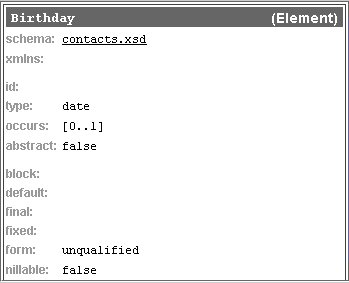 Birthday (Element)
schema: contacts.xsd
xmlns:
id:
type: date
occurs: [0..1]
abstract: false
block:
default:
final:
fixed:
form: unqualified
nillable: false